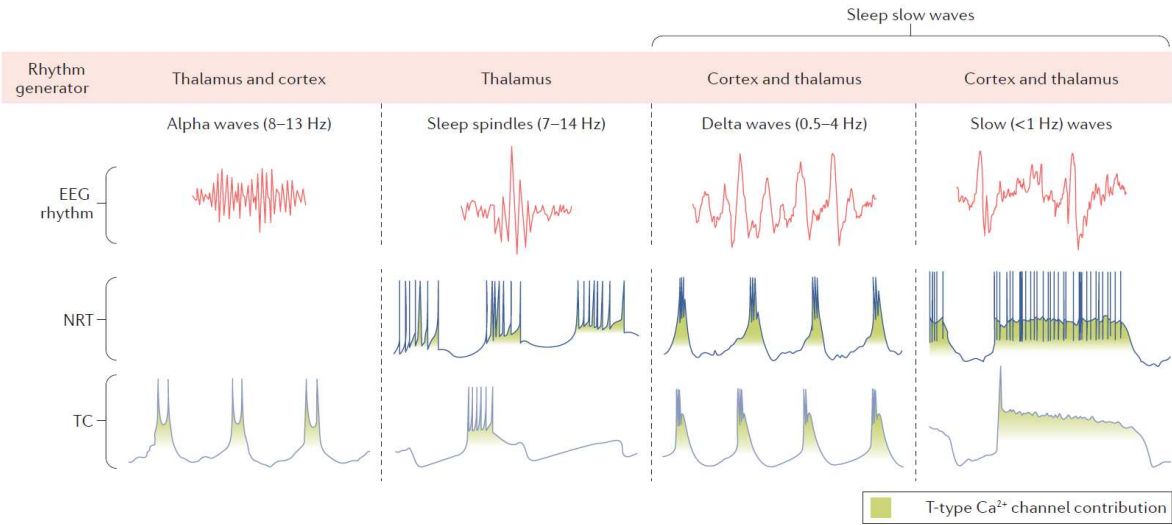 Sleep slow waves
Rhythm
generator
Thalamus and cortex
Thalamus
Cortex and thalamus
Cortex and thalamus
Alpha waves (8–13 Hz)
Sleep spindles (7–14 Hz)
Delta waves (0.5–4 Hz)
Slow (<1 Hz) waves
EEG
rhythm
NRT
TC
T-type Ca²⁺ channel contribution